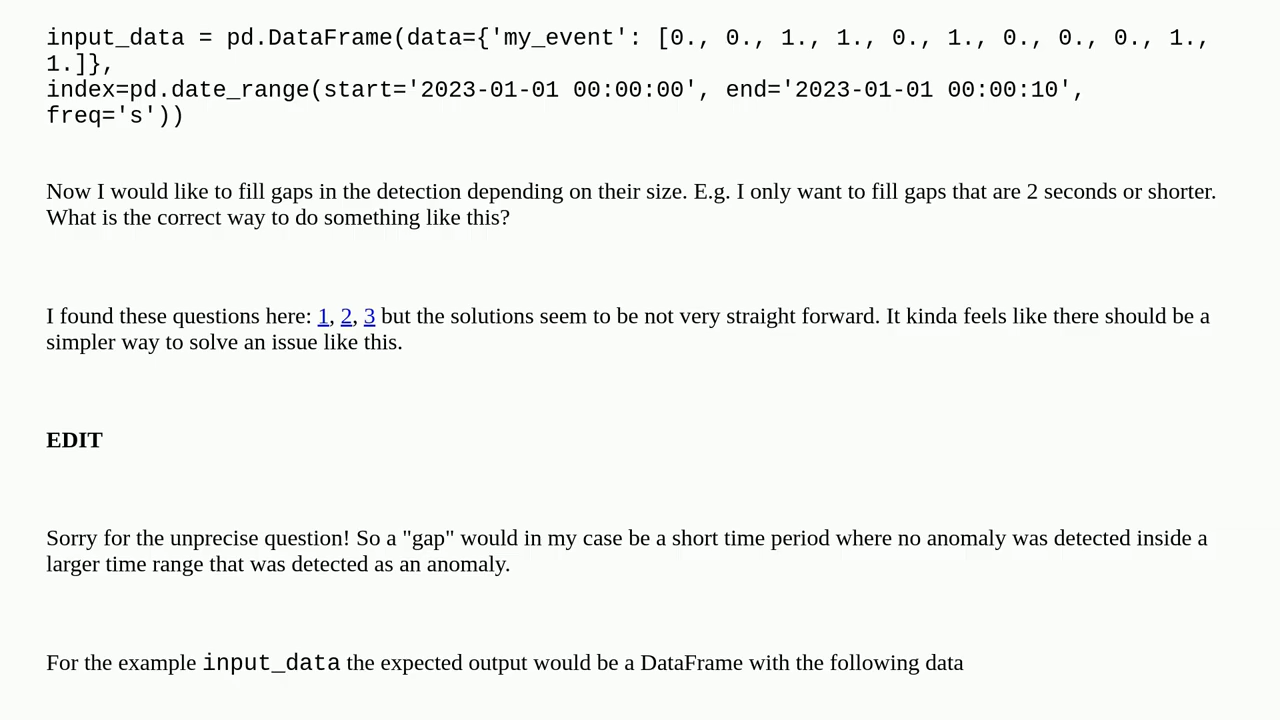 input_data = pd.DataFrame(data={'my_event': [0., 0., 1., 1., 0., 1., 0., 0., 0., 1.,
1.]},
index=pd.date_range(start='2023-01-01 00:00:00', end='2023-01-01 00:00:10',
freq='s'))
Now I would like to fill gaps in the detection depending on their size. E.g. I only want to fill gaps that are 2 seconds or shorter.
What is the correct way to do something like this?
I found these questions here: 1, 2, 3 but the solutions seem to be not very straight forward. It kinda feels like there should be a
simpler way to solve an issue like this.
EDIT
Sorry for the unprecise question! So a "gap" would in my case be a short time period where no anomaly was detected inside a
larger time range that was detected as an anomaly.
For the example input_data the expected output would be a DataFrame with the following data